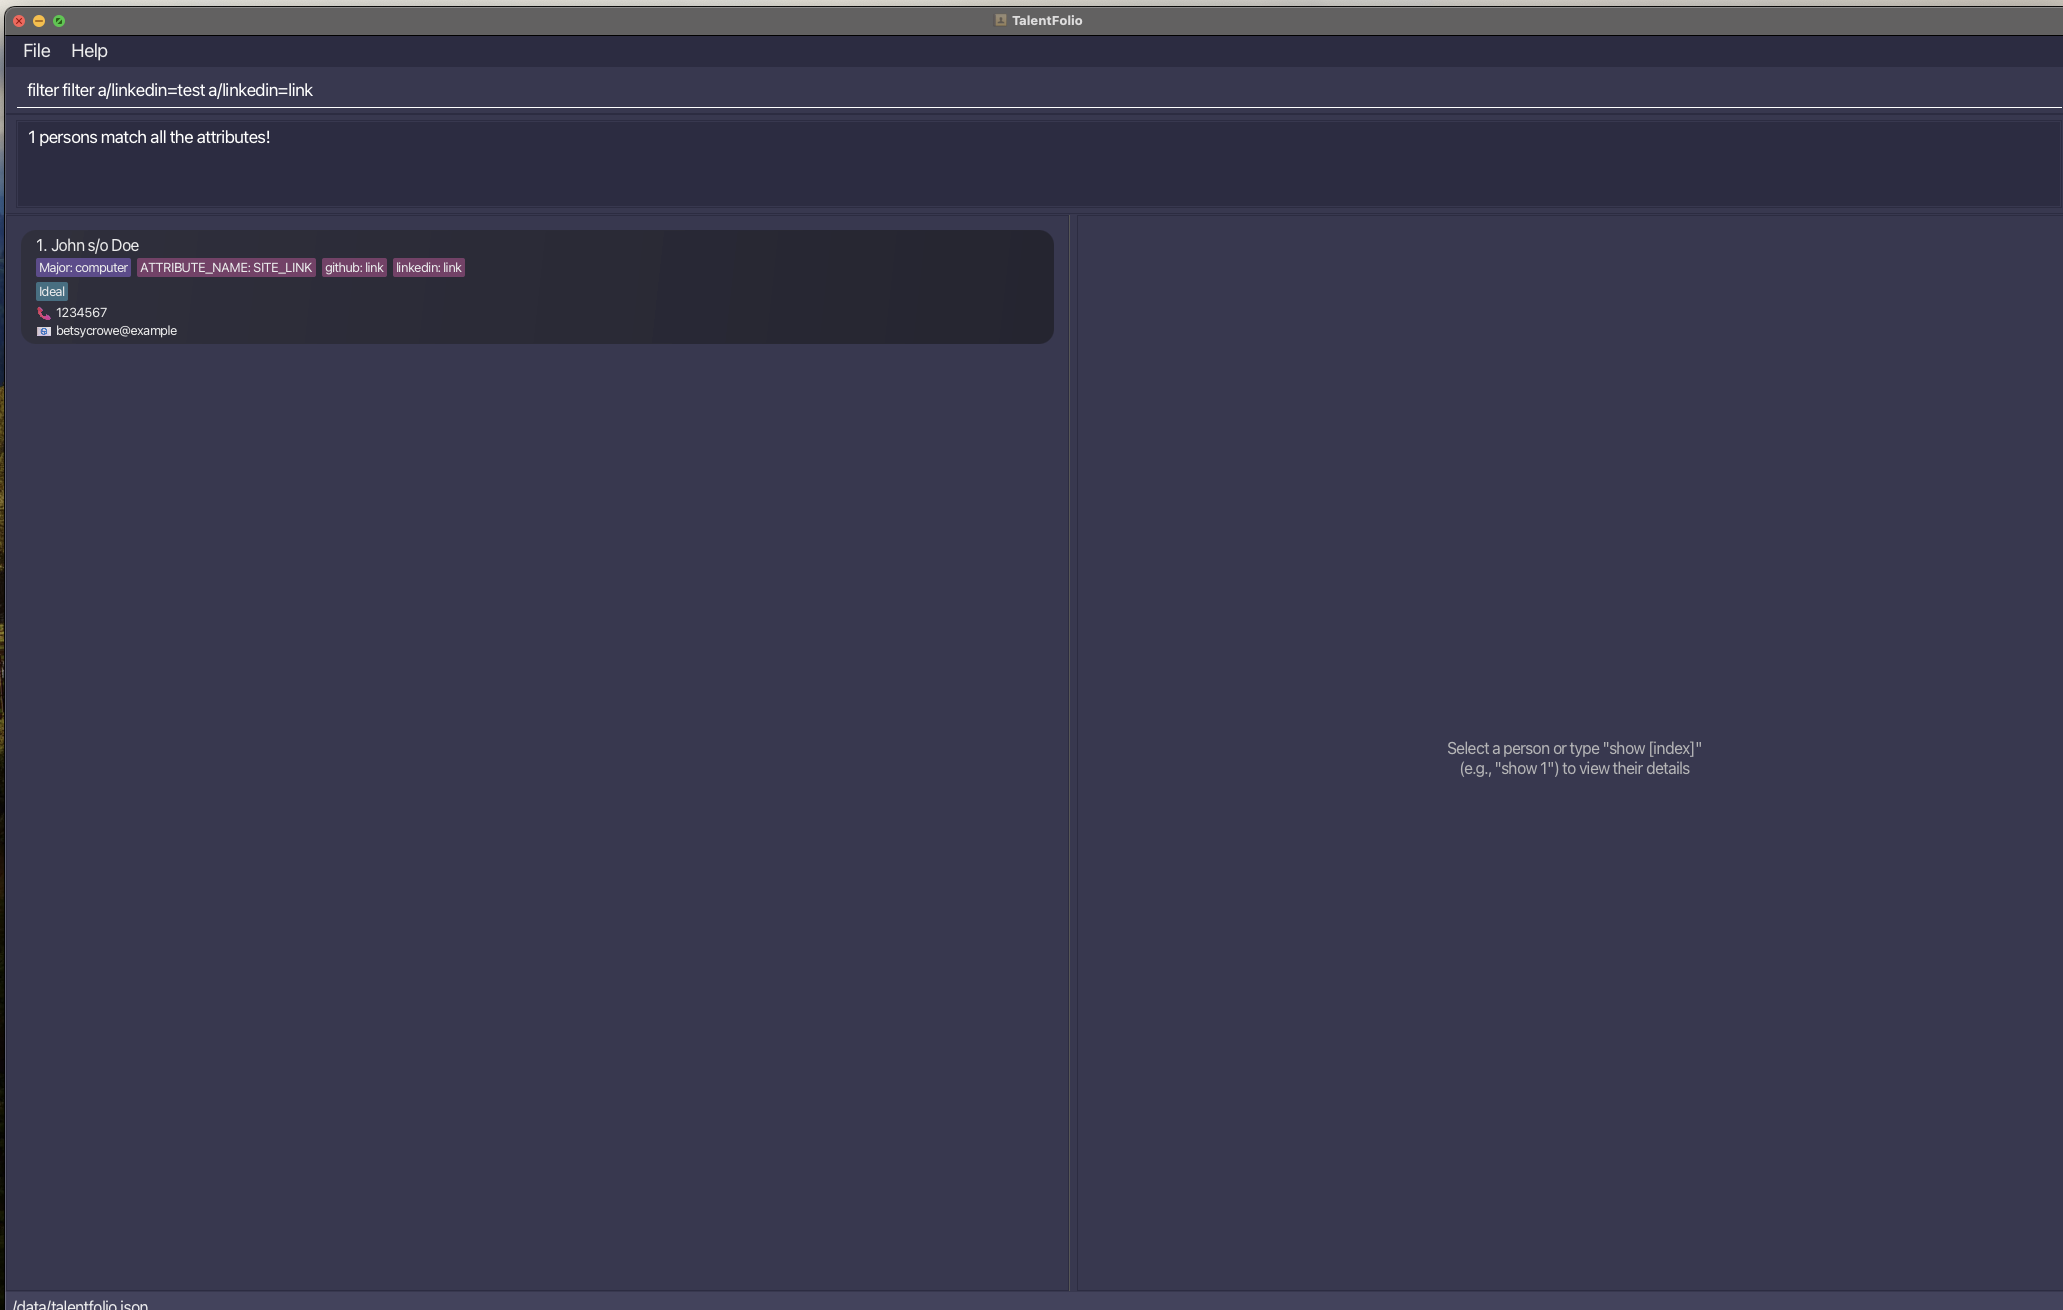 TalentFolio
File Help
filter filter a/linkedin=test a/linkedin=link
1 persons match all the attributes!
1. John s/o Doe
Major: computer ATTRIBUTE_NAME: SITE_LINK github: link linkedin: link
Ideal
1234567
betsycrowe@example
Select a person or type "show [index]"
(e.g., "show 1") to view their details
/data/talentfolio.json